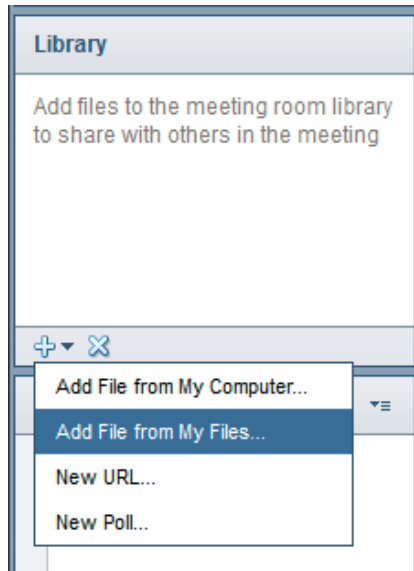 Library
Add files to the meeting room library
to share with others in the meeting
Add File from My Computer...
Add File from My Files...
New URL...
New Poll...